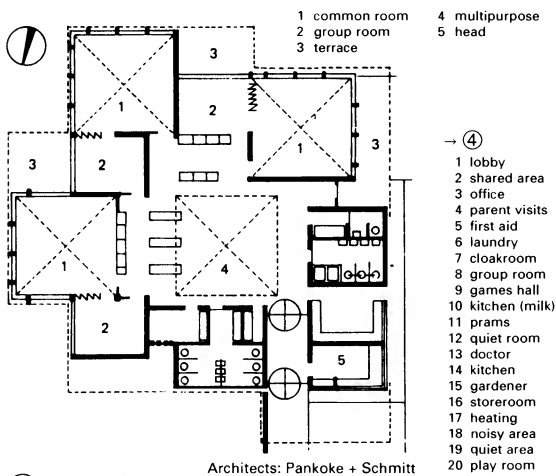 1 common room
2 group room
3 terrace
4 multipurpose
5 head
3
1
2
1
3
3
2
1
4
2
5
→ ④
1 lobby
2 shared area
3 office
4 parent visits
5 first aid
6 laundry
7 cloakroom
8 group room
9 games hall
10 kitchen (milk)
11 prams
12 quiet room
13 doctor
14 kitchen
15 gardener
16 storeroom
17 heating
18 noisy area
19 quiet area
20 play room
Architects: Pankoke + Schmitt